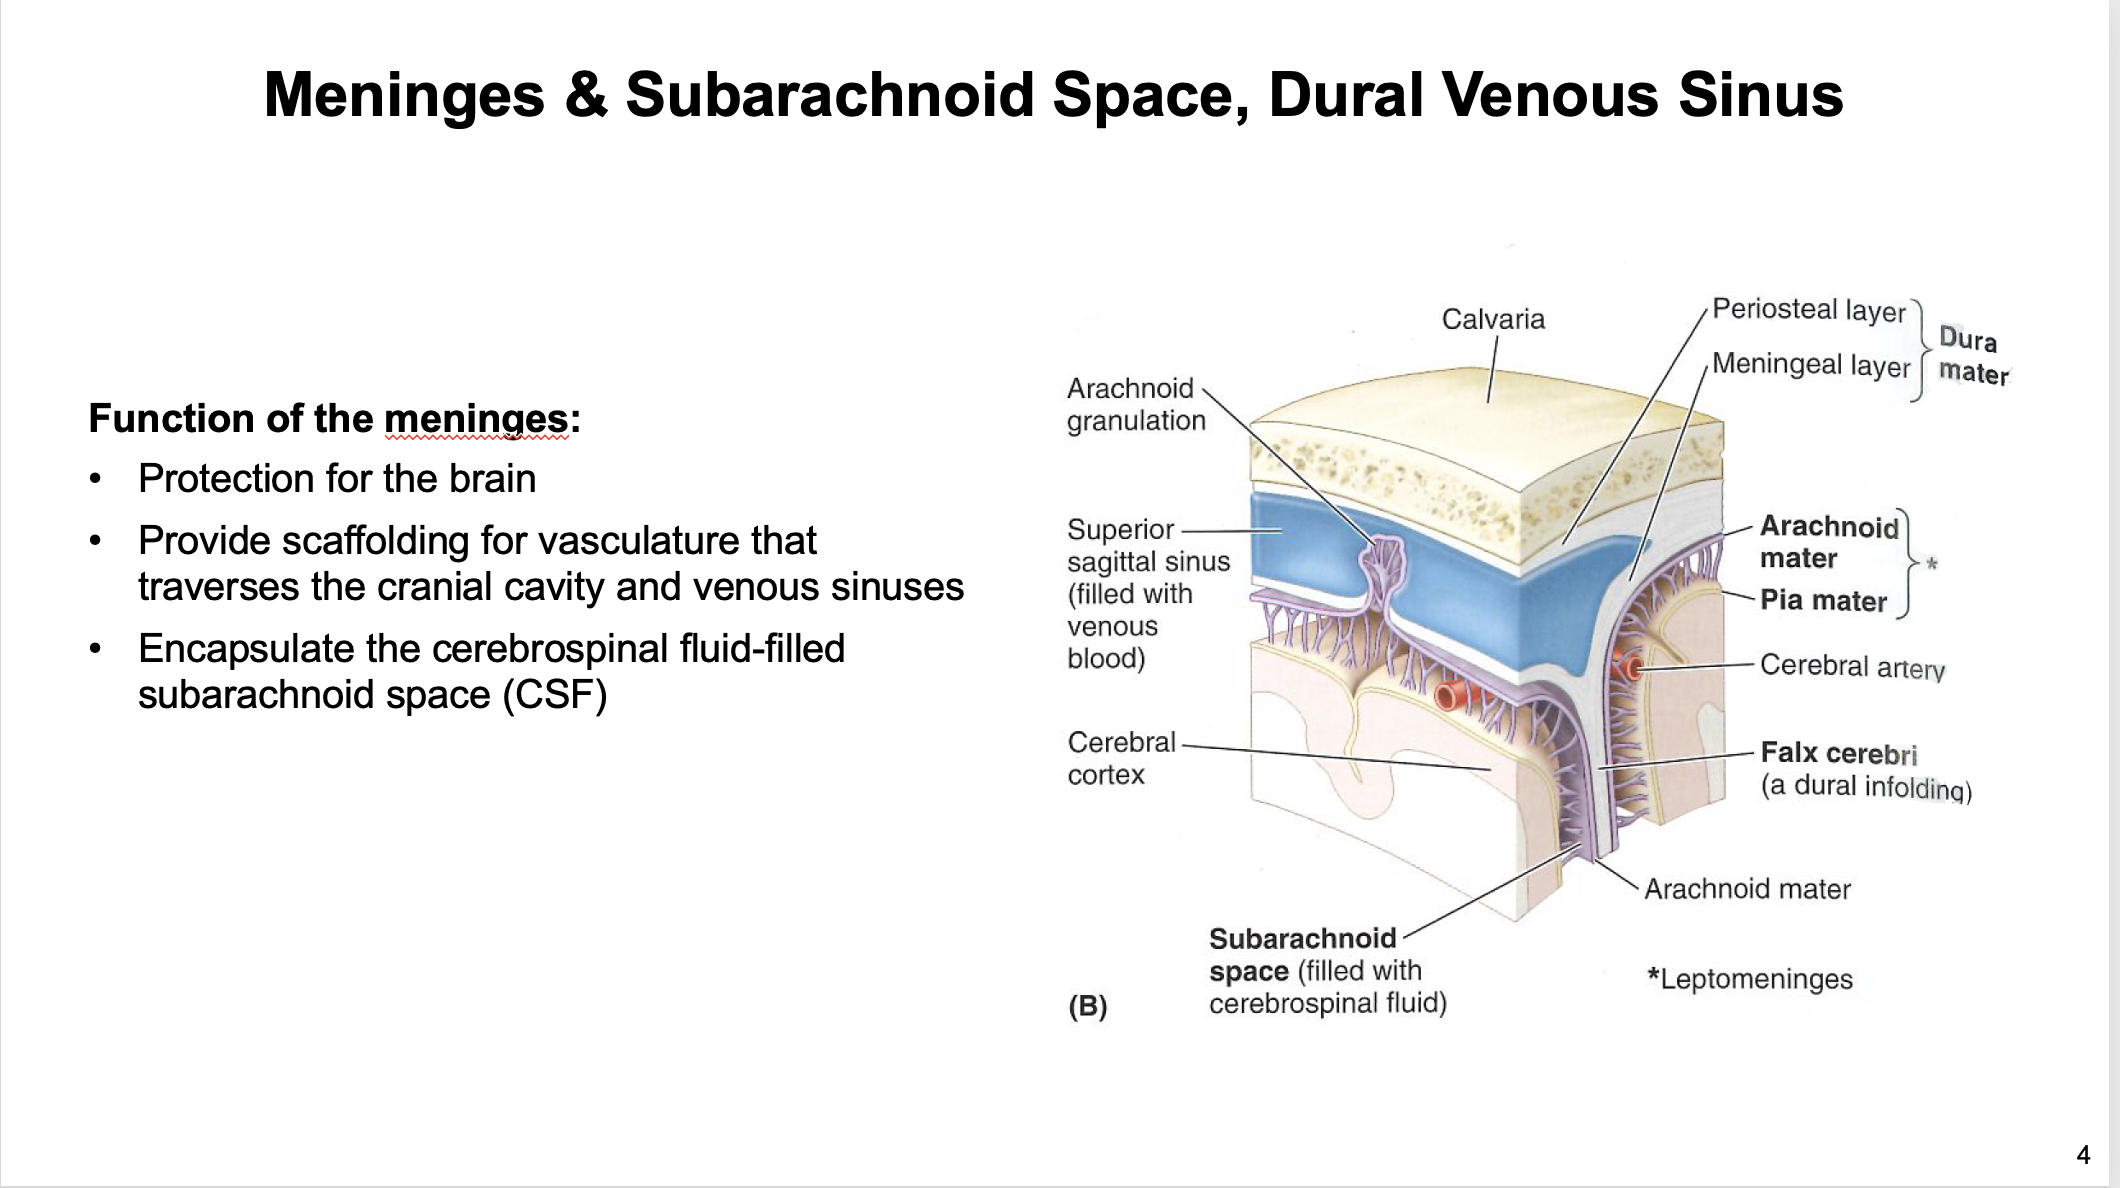 Meninges & Subarachnoid Space, Dural Venous Sinus
Function of the meninges:
• Protection for the brain
• Provide scaffolding for vasculature that
traverses the cranial cavity and venous sinuses
• Encapsulate the cerebrospinal fluid-filled
subarachnoid space (CSF)
Calvaria
Periosteal layer
Meningeal layer
Dura
mater
Arachnoid
granulation
Superior
sagittal sinus
(filled with
venous
blood)
Arachnoid
mater
*
Pia mater
Cerebral artery
Cerebral
cortex
Falx cerebri
(a dural infolding)
Arachnoid mater
Subarachnoid
space (filled with
cerebrospinal fluid)
*Leptomeninges
(B)
4